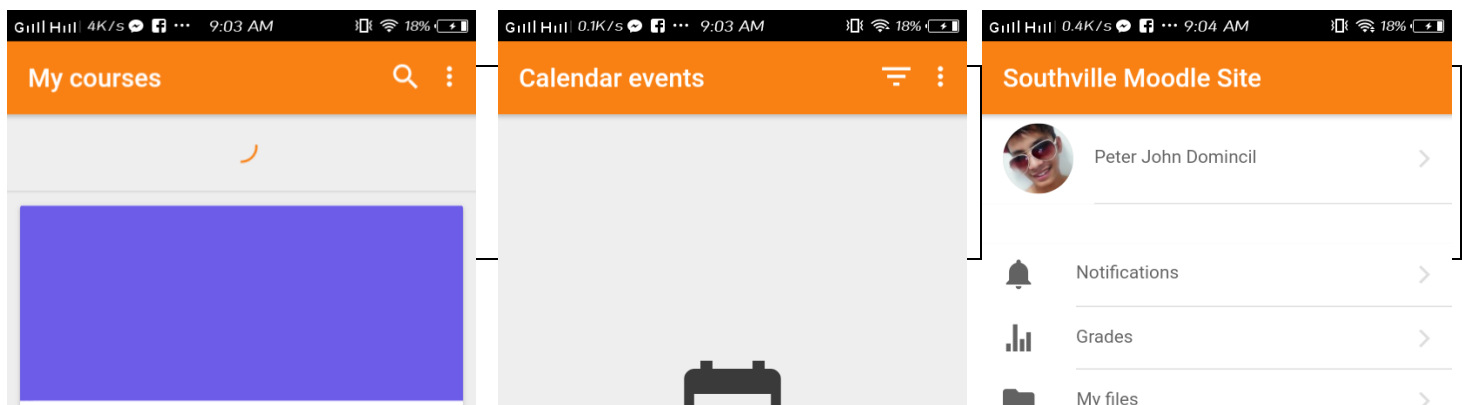 4K/s 9:03 AM 18%
My courses
0.1K/s 9:03 AM 18%
Calendar events
0.4K/s 9:04 AM 18%
Southville Moodle Site
Peter John Domincil
Notifications
Grades
My files